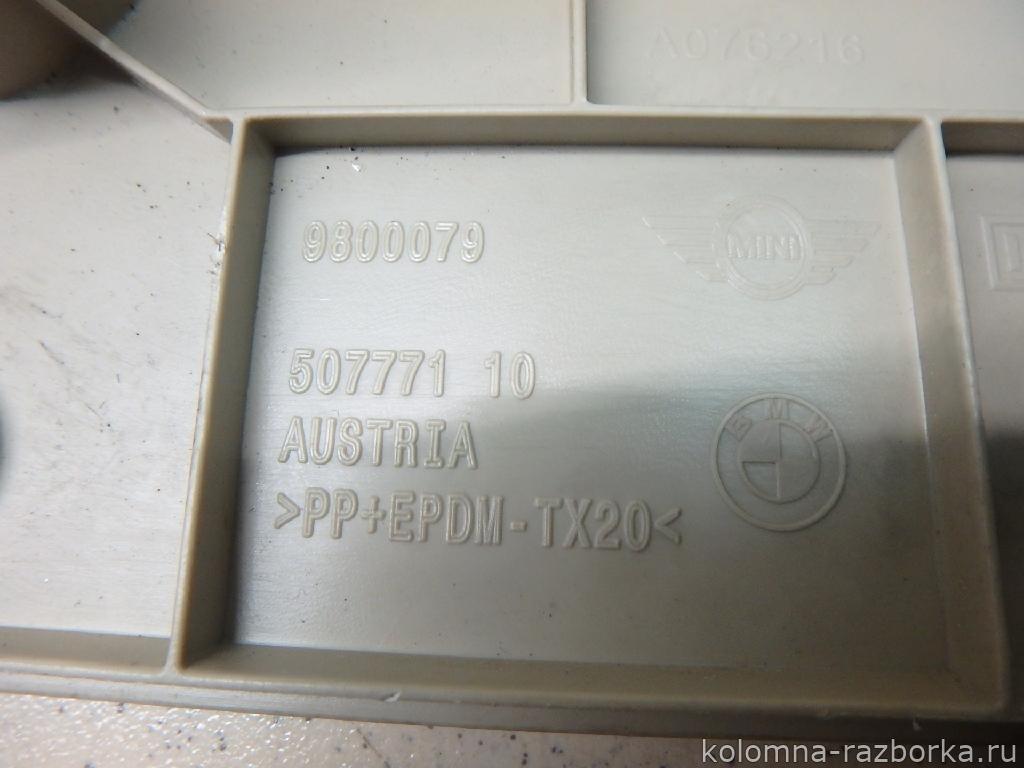 A076216
9800079
MINI
507771 10
AUSTRIA
BMW
>PP+EPDM-TX20<
kolomna-razborka.ru